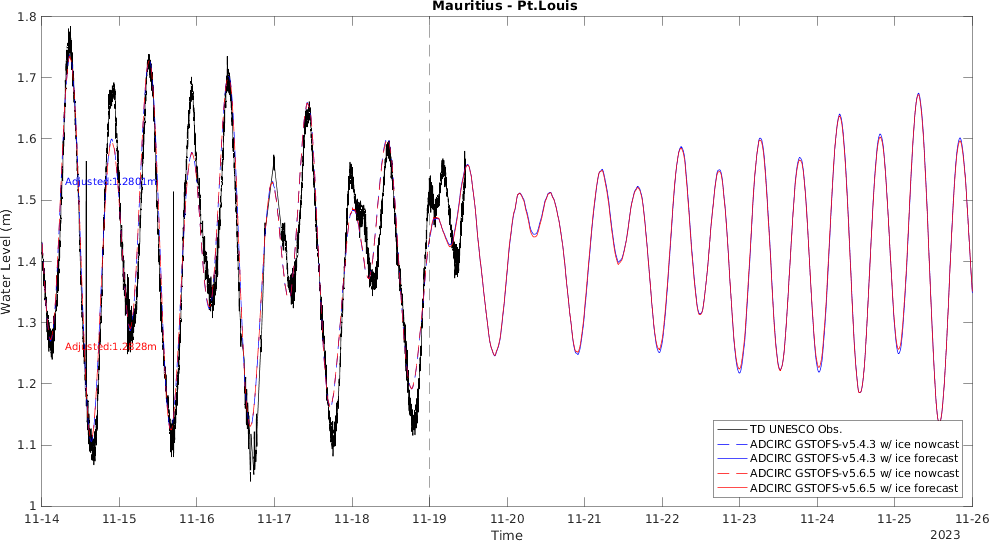 Mauritius - Pt.Louis
1.8
1.7
1.6
1.5
1.4
1.3
1.2
1.1
1
Water Level (m)
Adjusted:1.2801m
Adjusted:1.2828m
TD UNESCO Obs.
ADCIRC GSTOFS-v5.4.3 w/ ice nowcast
ADCIRC GSTOFS-v5.4.3 w/ ice forecast
ADCIRC GSTOFS-v5.6.5 w/ ice nowcast
ADCIRC GSTOFS-v5.6.5 w/ ice forecast
11-14 11-15 11-16 11-17 11-18 11-19 11-20 11-21 11-22 11-23 11-24 11-25 11-26
Time
2023